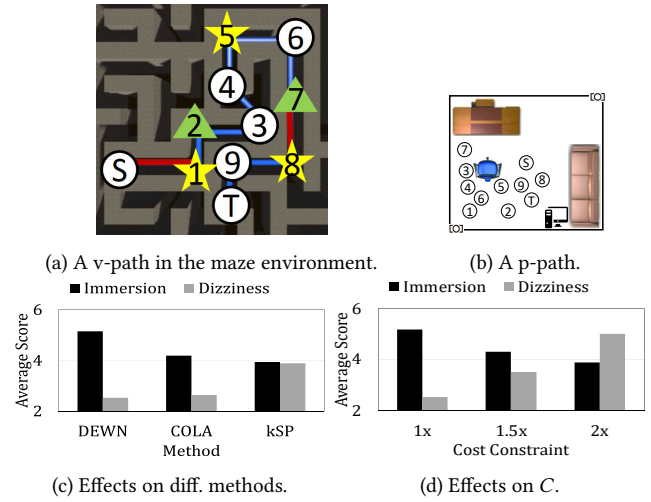 5 6
4 7
2 3
S 1 9 8
T
7 S
3 8
4 5 9
6 T
1 2
(a) A v-path in the maze environment.
(b) A p-path.
Immersion Dizziness
Average Score
6
4
2
DEWN COLA kSP
Method
(c) Effects on diff. methods.
Immersion Dizziness
Average Score
6
4
2
1x 1.5x 2x
Cost Constraint
(d) Effects on C.